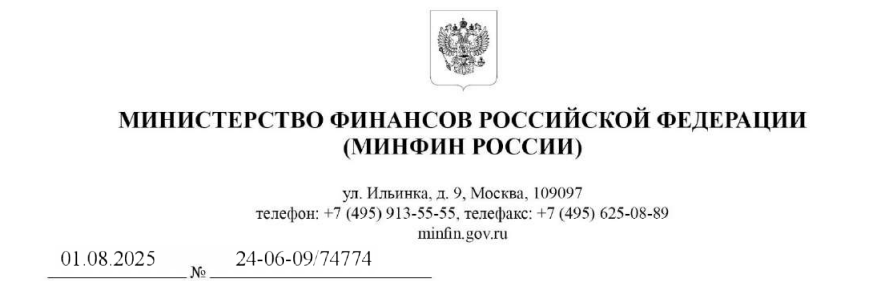 МИНИСТЕРСТВО ФИНАНСОВ РОССИЙСКОЙ ФЕДЕРАЦИИ
(МИНФИН РОССИИ)
ул. Ильинка, д. 9, Москва, 109097
телефон: +7 (495) 913-55-55, телефакс: +7 (495) 625-08-89
minfin.gov.ru
01.08.2025 № 24-06-09/74774